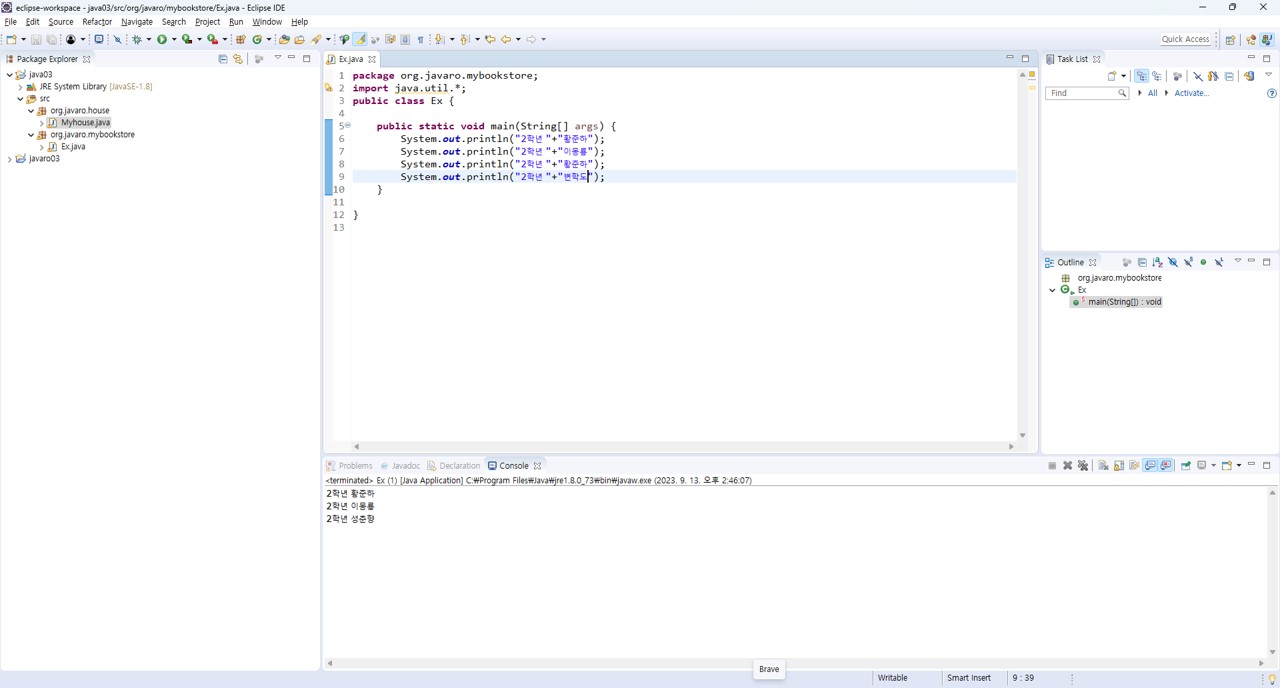 eclipse-workspace - java03/src/org/javaro/mybookstore/Ex.java - Eclipse IDE
File Edit Source Refactor Navigate Search Project Run Window Help
Quick Access
Package Explorer
java03
JRE System Library [JavaSE-1.8]
src
org.javaro.house
Myhouse.java
org.javaro.mybookstore
Ex.java
javaro03
Ex.java
1 package org.javaro.mybookstore;
2 import java.util.*;
3 public class Ex {
4
5 public static void main(String[] args) {
6 System.out.println("2학년 "+"황준하");
7 System.out.println("2학년 "+"이몽룡");
8 System.out.println("2학년 "+"황준하");
9 System.out.println("2학년 "+"변학도");
10 }
11
12 }
13
Task List
Find All Activate...
Outline
org.javaro.mybookstore
Ex
main(String[]) : void
Problems Javadoc Declaration Console
<terminated> Ex (1) [Java Application] C:₩Program Files₩Java₩jre1.8.0_73₩bin₩javaw.exe (2023. 9. 13. 오후 2:46:07)
2학년 황준하
2학년 이몽룡
2학년 성춘향
Brave
Writable Smart Insert 9 : 39